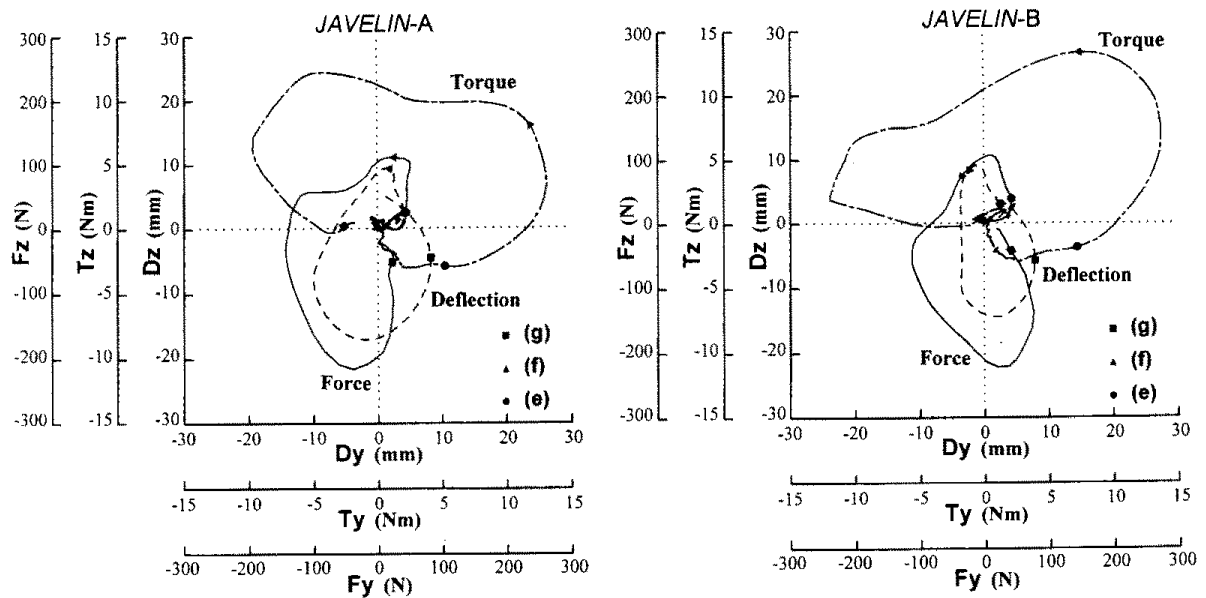 JAVELIN-A
Fz (N)
300
200
100
0
-100
-200
-300
Tz (Nm)
15
10
5
0
-5
-10
-15
Dz (mm)
30
20
10
0
-10
-20
-30
Torque
Deflection
Force
(g)
(f)
(e)
-30 -20 -10 0 10 20 30
Dy (mm)
-15 -10 -5 0 5 10 15
Ty (Nm)
-300 -200 -100 0 100 200 300
Fy (N)
JAVELIN-B
Fz (N)
300
200
100
0
-100
-200
-300
Tz (Nm)
15
10
5
0
-5
-10
-15
Dz (mm)
30
20
10
0
-10
-20
-30
Torque
Deflection
Force
(g)
(f)
(e)
-30 -20 -10 0 10 20 30
Dy (mm)
-15 -10 -5 0 5 10 15
Ty (Nm)
-300 -200 -100 0 100 200 300
Fy (N)